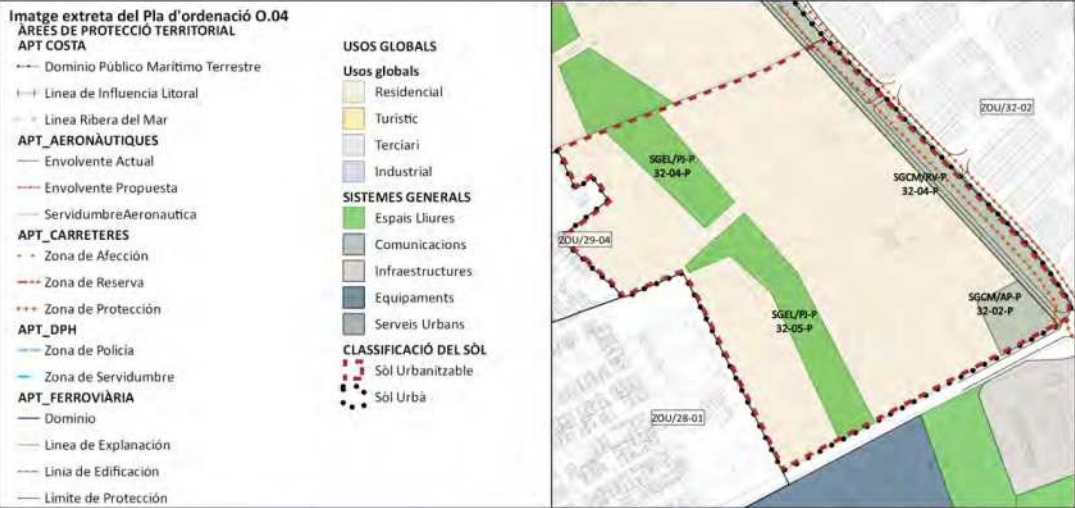 Imatge extreta del Pla d'ordenació O.04
ÀREES DE PROTECCIÓ TERRITORIAL
APT COSTA
Dominio Público Marítimo Terrestre
Linea de Influencia Litoral
Linea Ribera del Mar
APT_AERONÀUTIQUES
Envolvente Actual
Envolvente Propuesta
ServidumbreAeronautica
APT_CARRETERES
Zona de Afección
Zona de Reserva
Zona de Protección
APT_DPH
Zona de Policía
Zona de Servidumbre
APT_FERROVIÀRIA
Dominio
Linea de Explanación
Linia de Edificación
Límite de Protección
USOS GLOBALS
Usos globals
Residencial
Turístic
Terciari
Industrial
SISTEMES GENERALS
Espais Lliures
Comunicacions
Infraestructures
Equipaments
Serveis Urbans
CLASSIFICACIÓ DEL SÒL
Sòl Urbanitzable
Sòl Urbà
ZOU/32-02
SGEL/PJ-P
32-04-P
SGCM/RV-P
32-04-P
ZOU/29-04
SGCM/AP-P
32-02-P
SGEL/PJ-P
32-05-P
ZOU/28-01